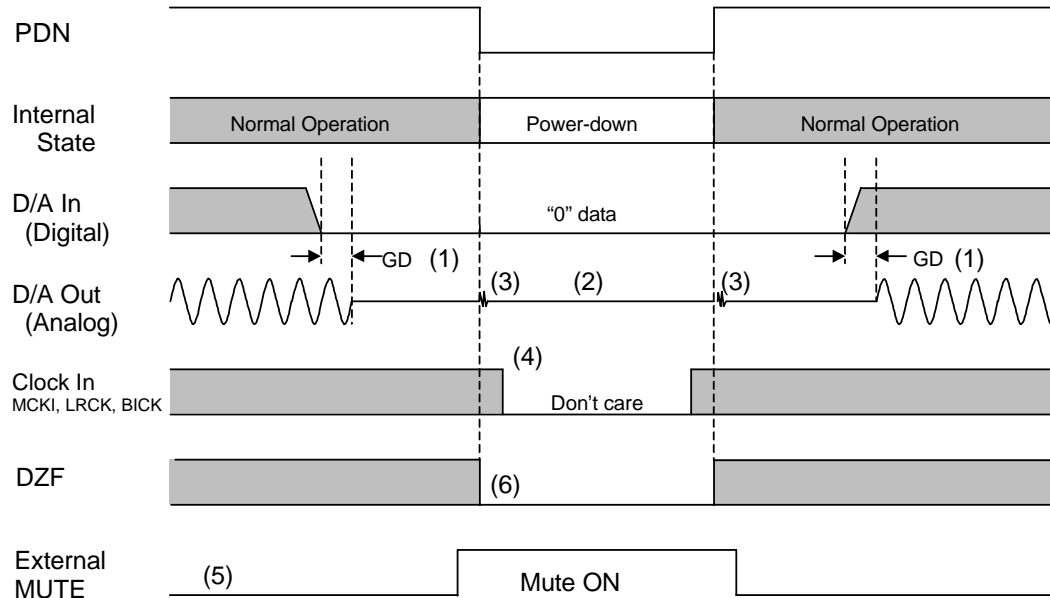 PDN
Internal
State
Normal Operation
Power-down
Normal Operation
D/A In
(Digital)
“0” data
GD (1)
GD (1)
D/A Out
(Analog)
(3)
(2)
(3)
(4)
Clock In
MCKI, LRCK, BICK
Don’t care
DZF
(6)
External
MUTE
(5)
Mute ON